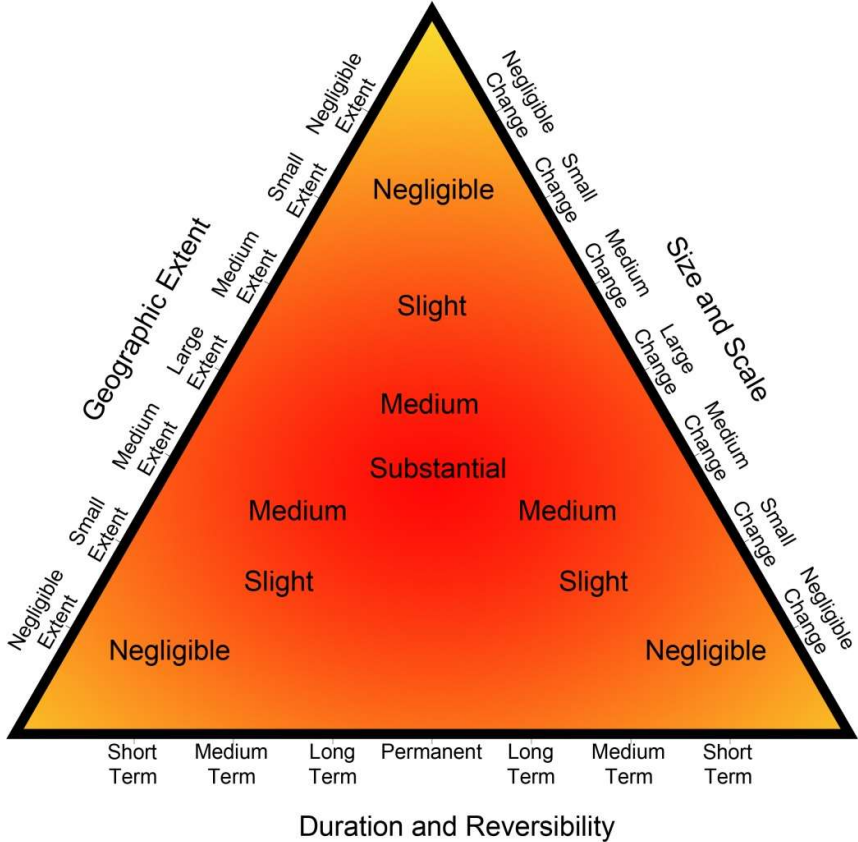 Negligible
Extent
Small
Extent
Medium
Extent
Large
Extent
Medium
Extent
Small
Extent
Negligible
Extent
Geographic Extent
Negligible
Change
Small
Change
Medium
Change
Large
Change
Medium
Change
Small
Change
Negligible
Change
Size and Scale
Negligible
Slight
Medium
Substantial
Medium
Medium
Slight
Slight
Negligible
Negligible
Short
Term
Medium
Term
Long
Term
Permanent
Long
Term
Medium
Term
Short
Term
Duration and Reversibility